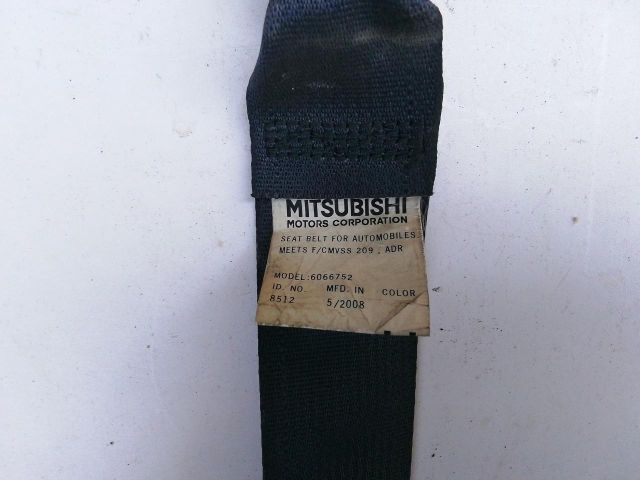 MITSUBISHI
MOTORS CORPORATION
SEAT BELT FOR AUTOMOBILES.
MEETS F/CMVSS 209 , ADR
MODEL:6066752
ID. NO. MFD. IN COLOR
8512 5/2008